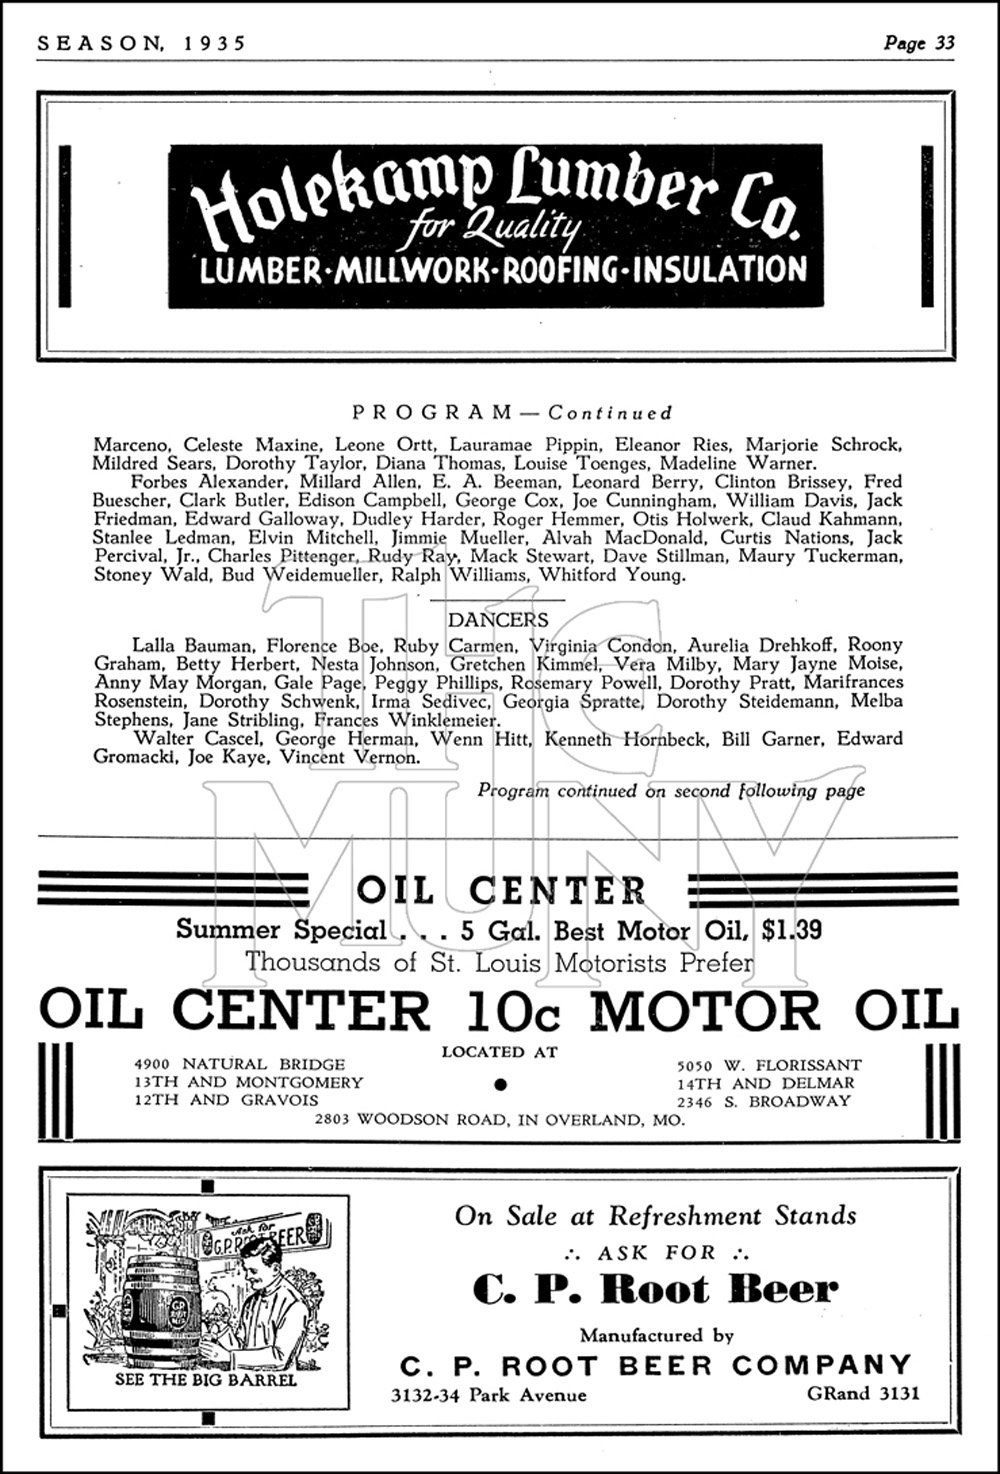 SEASON, 1935 Page 33
Holekamp Lumber Co.
for Quality
LUMBER·MILLWORK·ROOFING·INSULATION
PROGRAM — Continued
Marceno, Celeste Maxine, Leone Ortt, Lauramae Pippin, Eleanor Ries, Marjorie Schrock,
Mildred Sears, Dorothy Taylor, Diana Thomas, Louise Toenges, Madeline Warner.
Forbes Alexander, Millard Allen, E. A. Beeman, Leonard Berry, Clinton Brissey, Fred
Buescher, Clark Butler, Edison Campbell, George Cox, Joe Cunningham, William Davis, Jack
Friedman, Edward Galloway, Dudley Harder, Roger Hemmer, Otis Holwerk, Claud Kahmann,
Stanlee Ledman, Elvin Mitchell, Jimmie Mueller, Alvah MacDonald, Curtis Nations, Jack
Percival, Jr., Charles Pittenger, Rudy Ray, Mack Stewart, Dave Stillman, Maury Tuckerman,
Stoney Wald, Bud Weidemueller, Ralph Williams, Whitford Young.
DANCERS
Lalla Bauman, Florence Boe, Ruby Carmen, Virginia Condon, Aurelia Drehkoff, Roony
Graham, Betty Herbert, Nesta Johnson, Gretchen Kimmel, Vera Milby, Mary Jayne Moise,
Anny May Morgan, Gale Page, Peggy Phillips, Rosemary Powell, Dorothy Pratt, Marifrances
Rosenstein, Dorothy Schwenk, Irma Sedivec, Georgia Spratte, Dorothy Steidemann, Melba
Stephens, Jane Stribling, Frances Winklemeier.
Walter Cascel, George Herman, Wenn Hitt, Kenneth Hornbeck, Bill Garner, Edward
Gromacki, Joe Kaye, Vincent Vernon.
Program continued on second following page
THC
MUNY
OIL CENTER
Summer Special . . . 5 Gal. Best Motor Oil, $1.39
Thousands of St. Louis Motorists Prefer
OIL CENTER 10c MOTOR OIL
LOCATED AT
4900 NATURAL BRIDGE 5050 W. FLORISSANT
13TH AND MONTGOMERY 14TH AND DELMAR
12TH AND GRAVOIS 2346 S. BROADWAY
2803 WOODSON ROAD, IN OVERLAND, MO.
Ask for
SEE THE BIG BARREL
On Sale at Refreshment Stands
∴ ASK FOR ∴
C. P. Root Beer
Manufactured by
C. P. ROOT BEER COMPANY
3132-34 Park Avenue GRand 3131